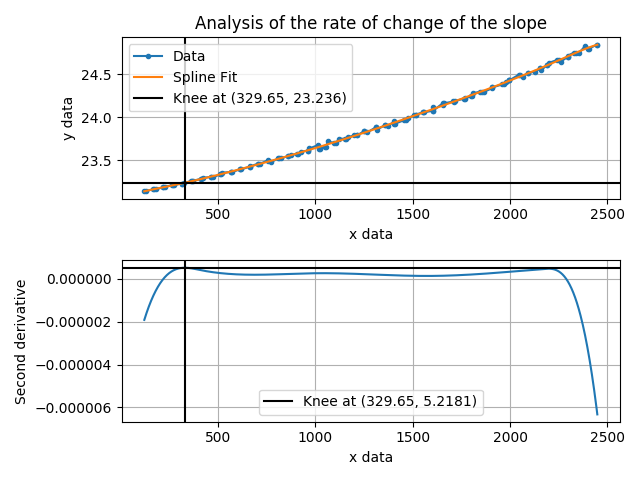 Analysis of the rate of change of the slope
Data
Spline Fit
Knee at (329.65, 23.236)
24.5
24.0
23.5
y data
500
1000
1500
2000
2500
x data
0.000000
−0.000002
−0.000004
−0.000006
Second derivative
Knee at (329.65, 5.2181)
500
1000
1500
2000
2500
x data